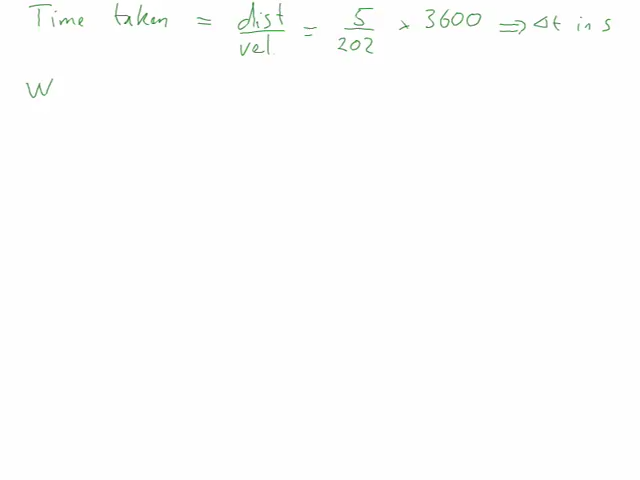 Time taken = dist/vel. = 5/202 × 3600 ⟹ Δt in s
W